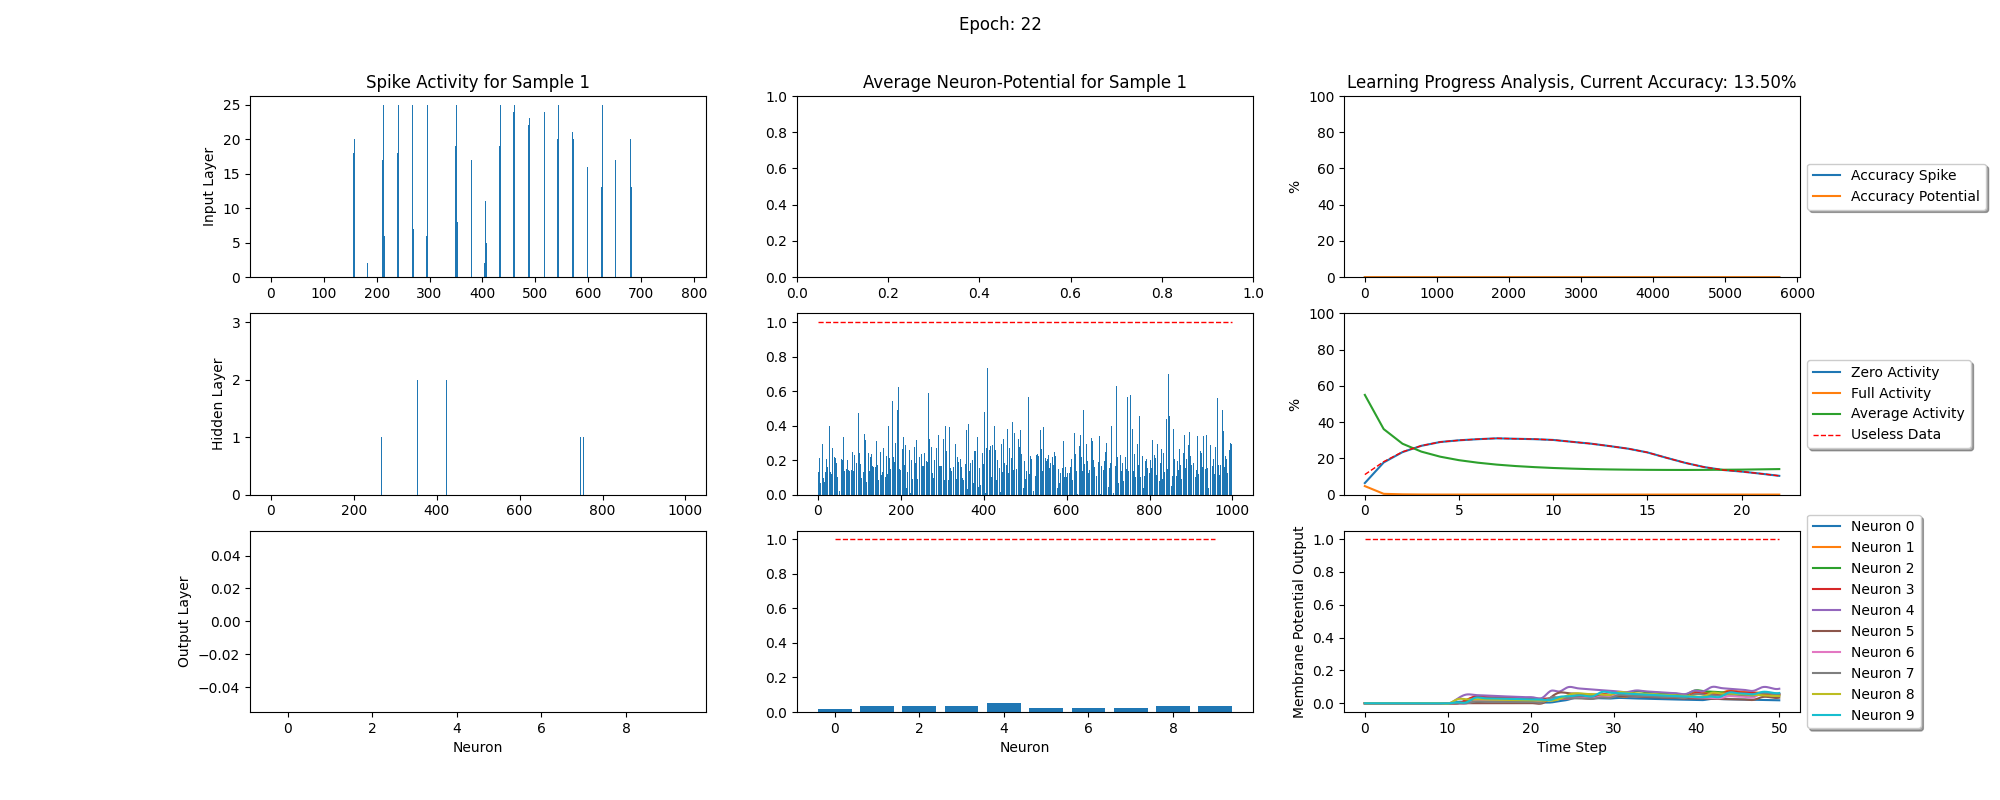 Epoch: 22
Spike Activity for Sample 1
Input Layer
25
20
15
10
5
0
0 100 200 300 400 500 600 700 800
Average Neuron-Potential for Sample 1
1.0
0.8
0.6
0.4
0.2
0.0
0.0 0.2 0.4 0.6 0.8 1.0
Learning Progress Analysis, Current Accuracy: 13.50%
%
100
80
60
40
20
0
0 1000 2000 3000 4000 5000 6000
Accuracy Spike
Accuracy Potential
Hidden Layer
3
2
1
0
0 200 400 600 800 1000
1.0
0.8
0.6
0.4
0.2
0.0
0 200 400 600 800 1000
%
100
80
60
40
20
0
0 5 10 15 20
Zero Activity
Full Activity
Average Activity
Useless Data
Output Layer
0.04
0.02
0.00
−0.02
−0.04
0 2 4 6 8
Neuron
1.0
0.8
0.6
0.4
0.2
0.0
0 2 4 6 8
Neuron
Membrane Potential Output
1.0
0.8
0.6
0.4
0.2
0.0
0 10 20 30 40 50
Time Step
Neuron 0
Neuron 1
Neuron 2
Neuron 3
Neuron 4
Neuron 5
Neuron 6
Neuron 7
Neuron 8
Neuron 9